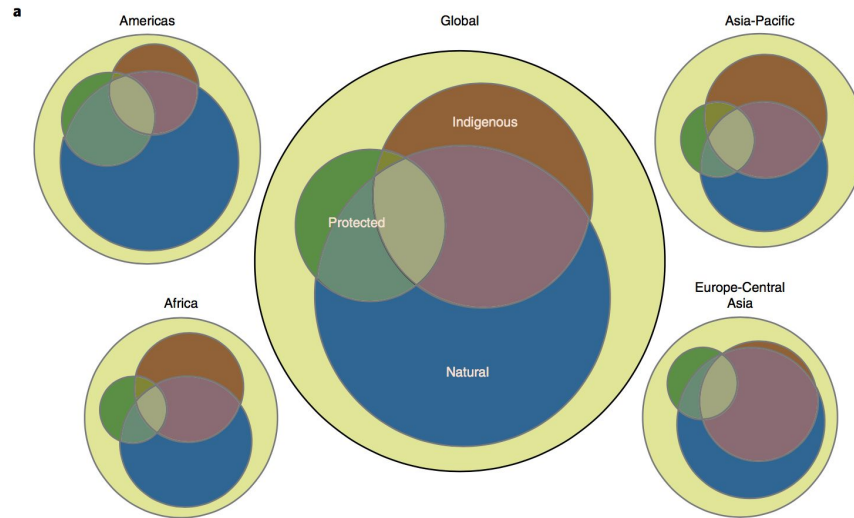 a
Americas
Global
Asia-Pacific
Indigenous
Protected
Natural
Africa
Europe-Central
Asia